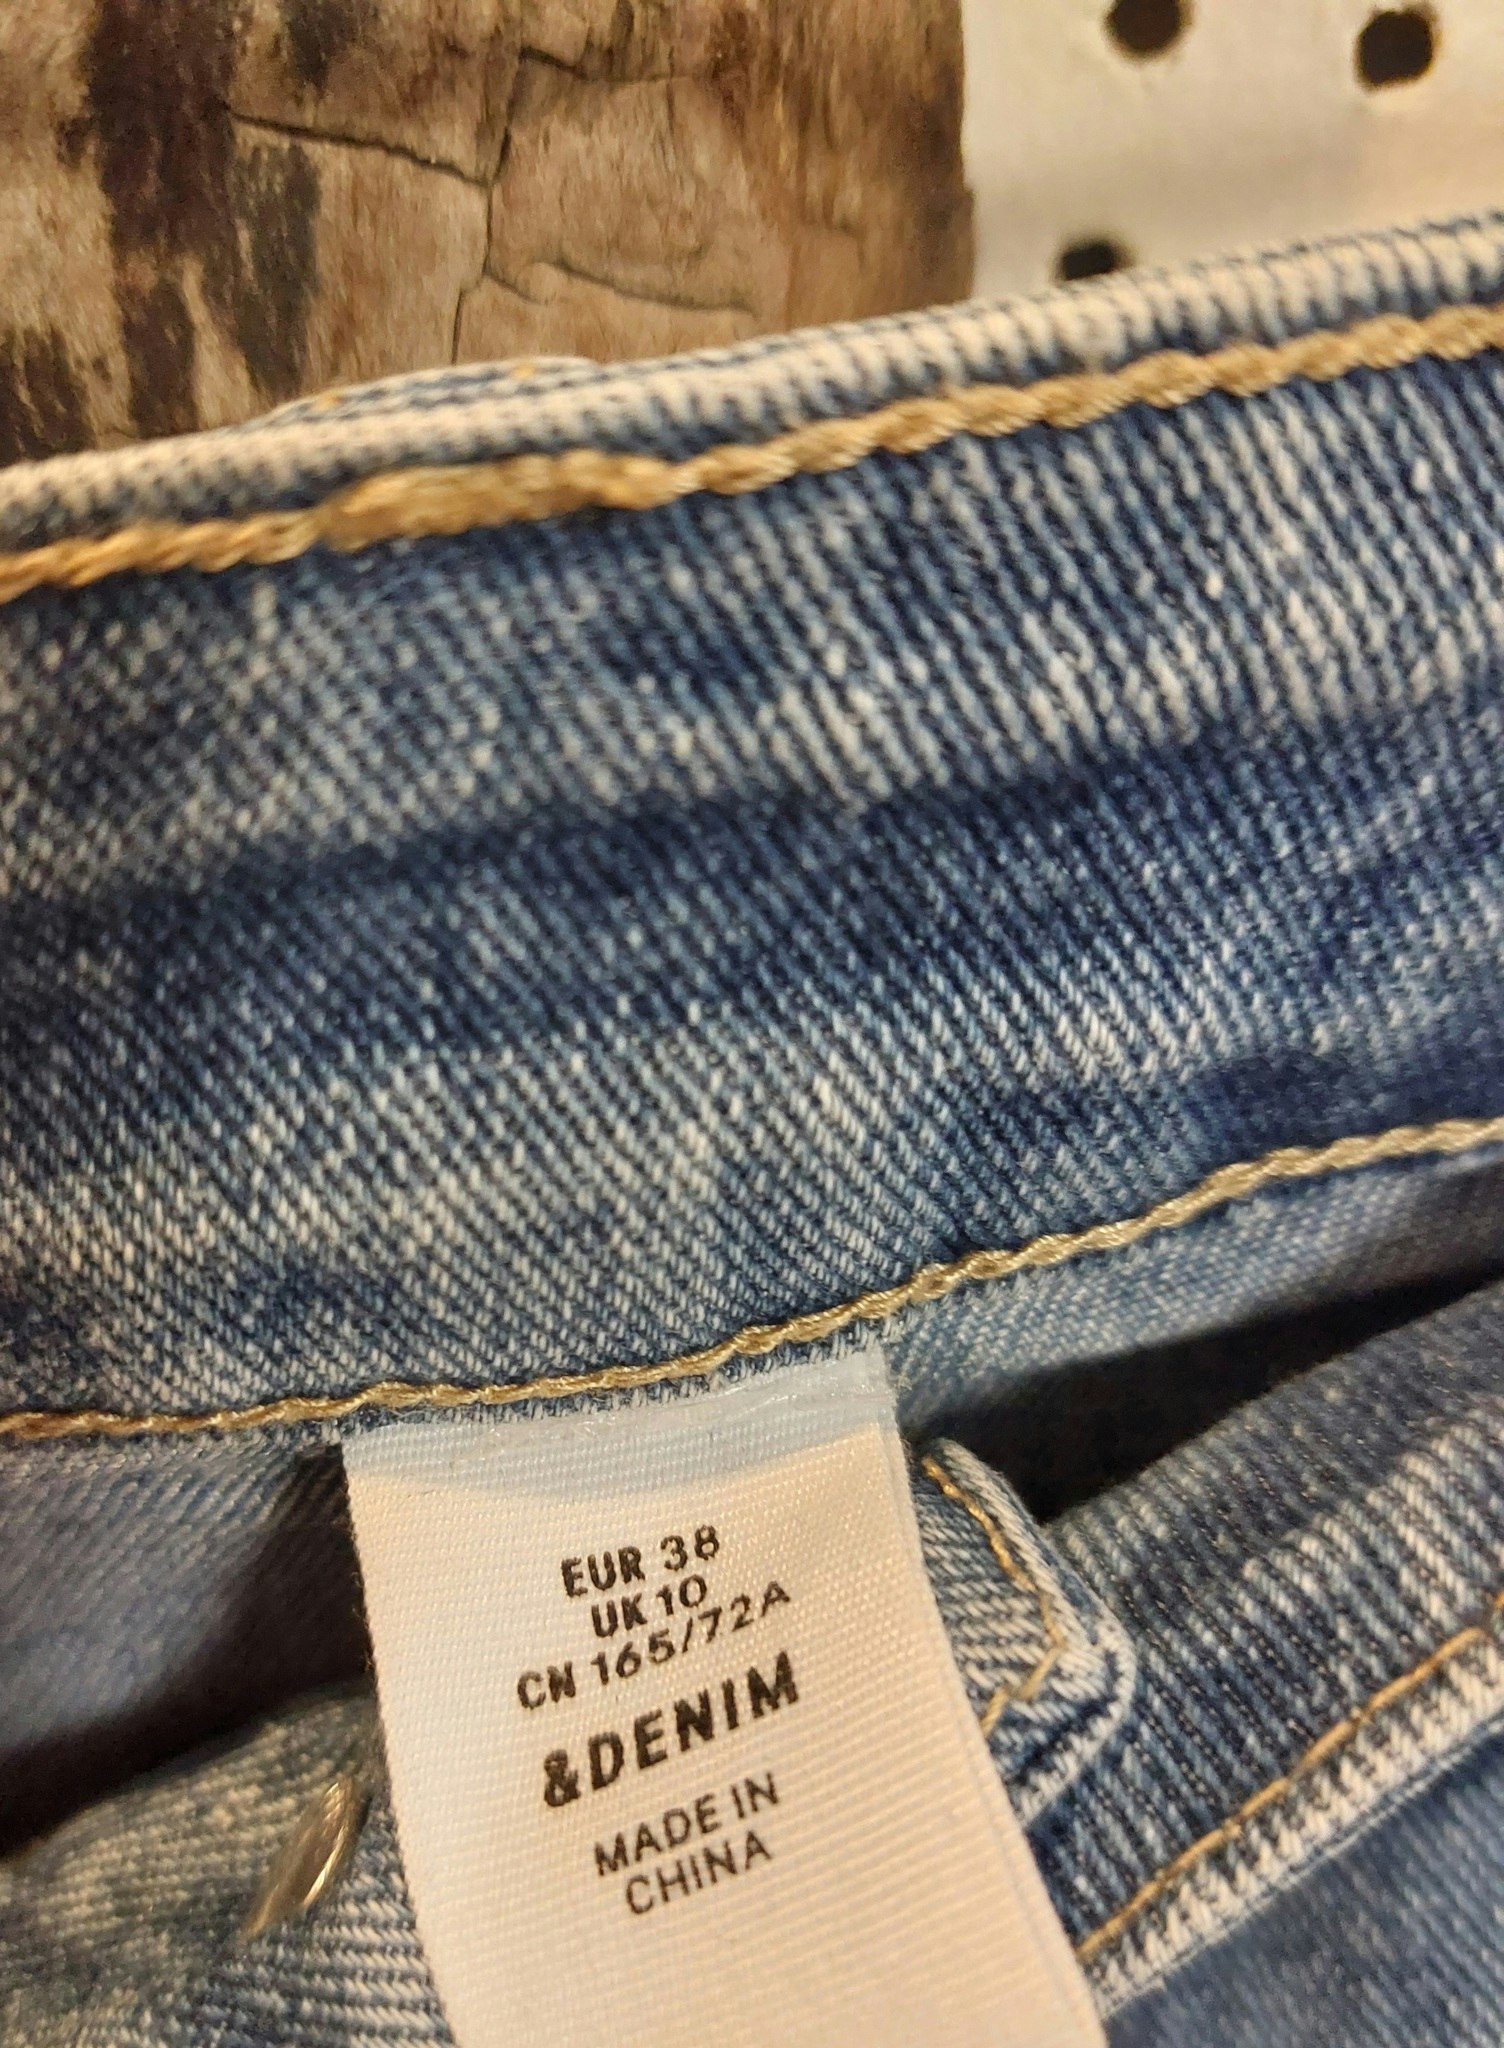 EUR 38
UK 10
CN 165/72A
&DENIM
MADE IN
CHINA